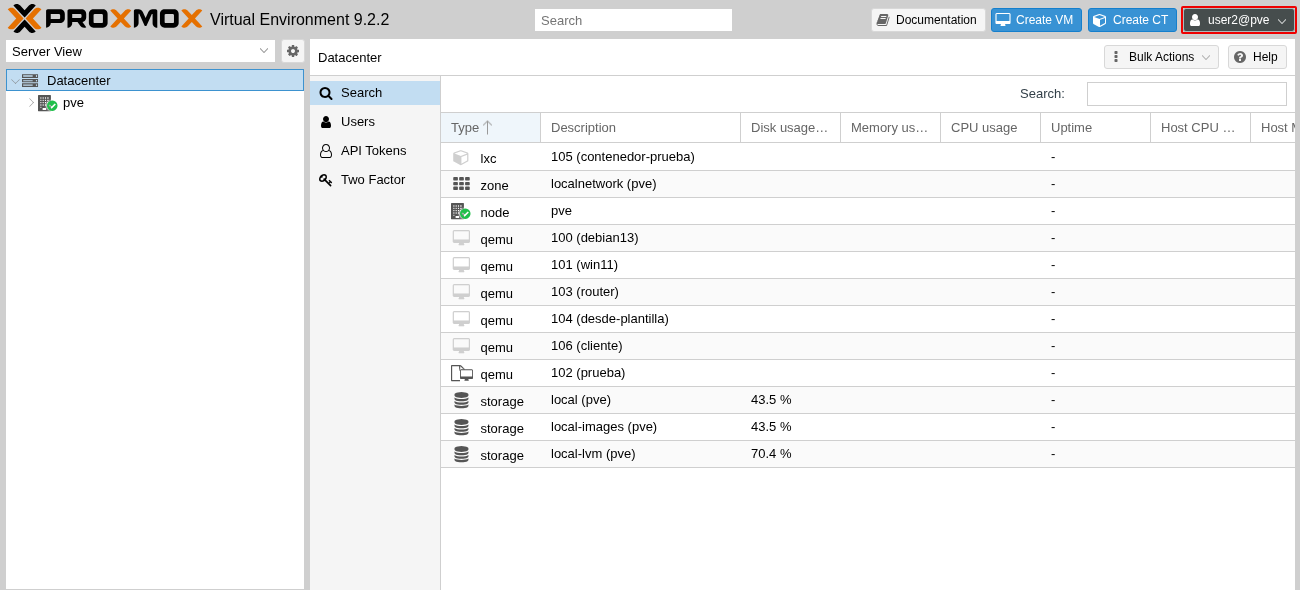 PROXMOX Virtual Environment 9.2.2 Search Documentation Create VM Create CT user2@pve
Server View
Datacenter
pve
Datacenter Bulk Actions Help
Search
Users
API Tokens
Two Factor
Search:
Type Description Disk usage... Memory us... CPU usage Uptime Host CPU ... Host M
lxc 105 (contenedor-prueba) -
zone localnetwork (pve) -
node pve -
qemu 100 (debian13) -
qemu 101 (win11) -
qemu 103 (router) -
qemu 104 (desde-plantilla) -
qemu 106 (cliente) -
qemu 102 (prueba) -
storage local (pve) 43.5 % -
storage local-images (pve) 43.5 % -
storage local-lvm (pve) 70.4 % -